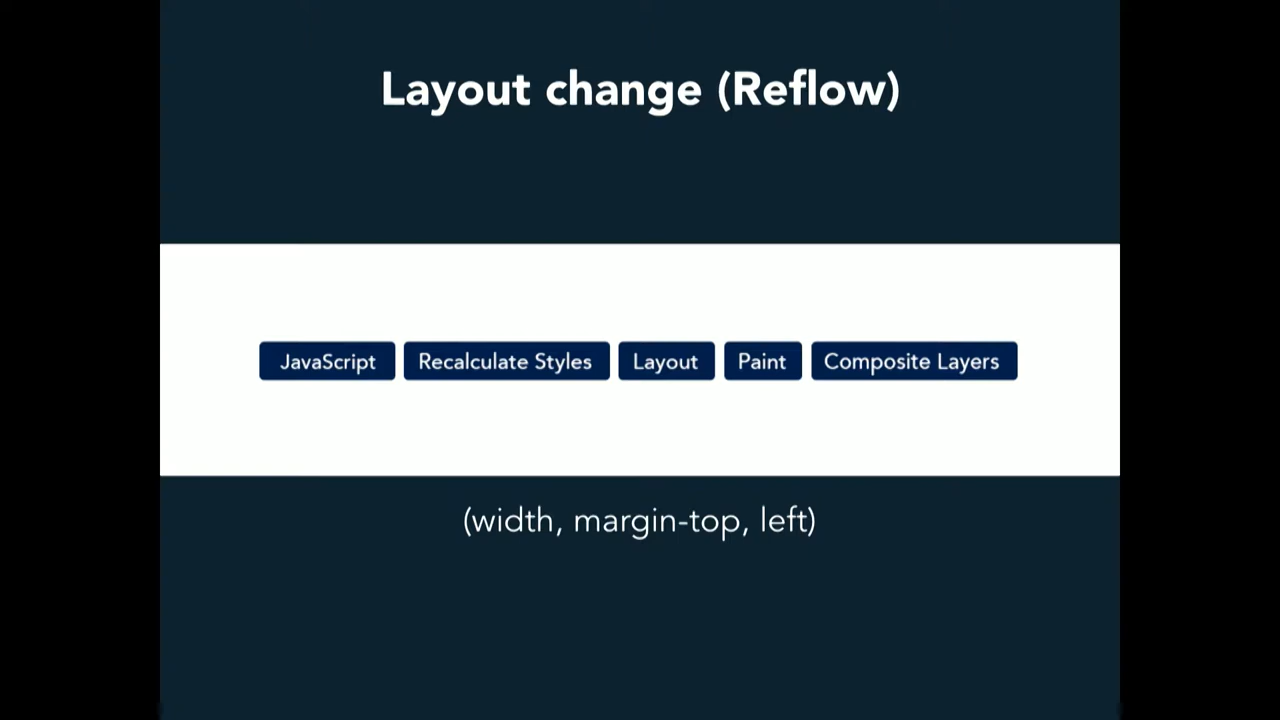 Layout change (Reflow)
JavaScript Recalculate Styles Layout Paint Composite Layers
(width, margin-top, left)